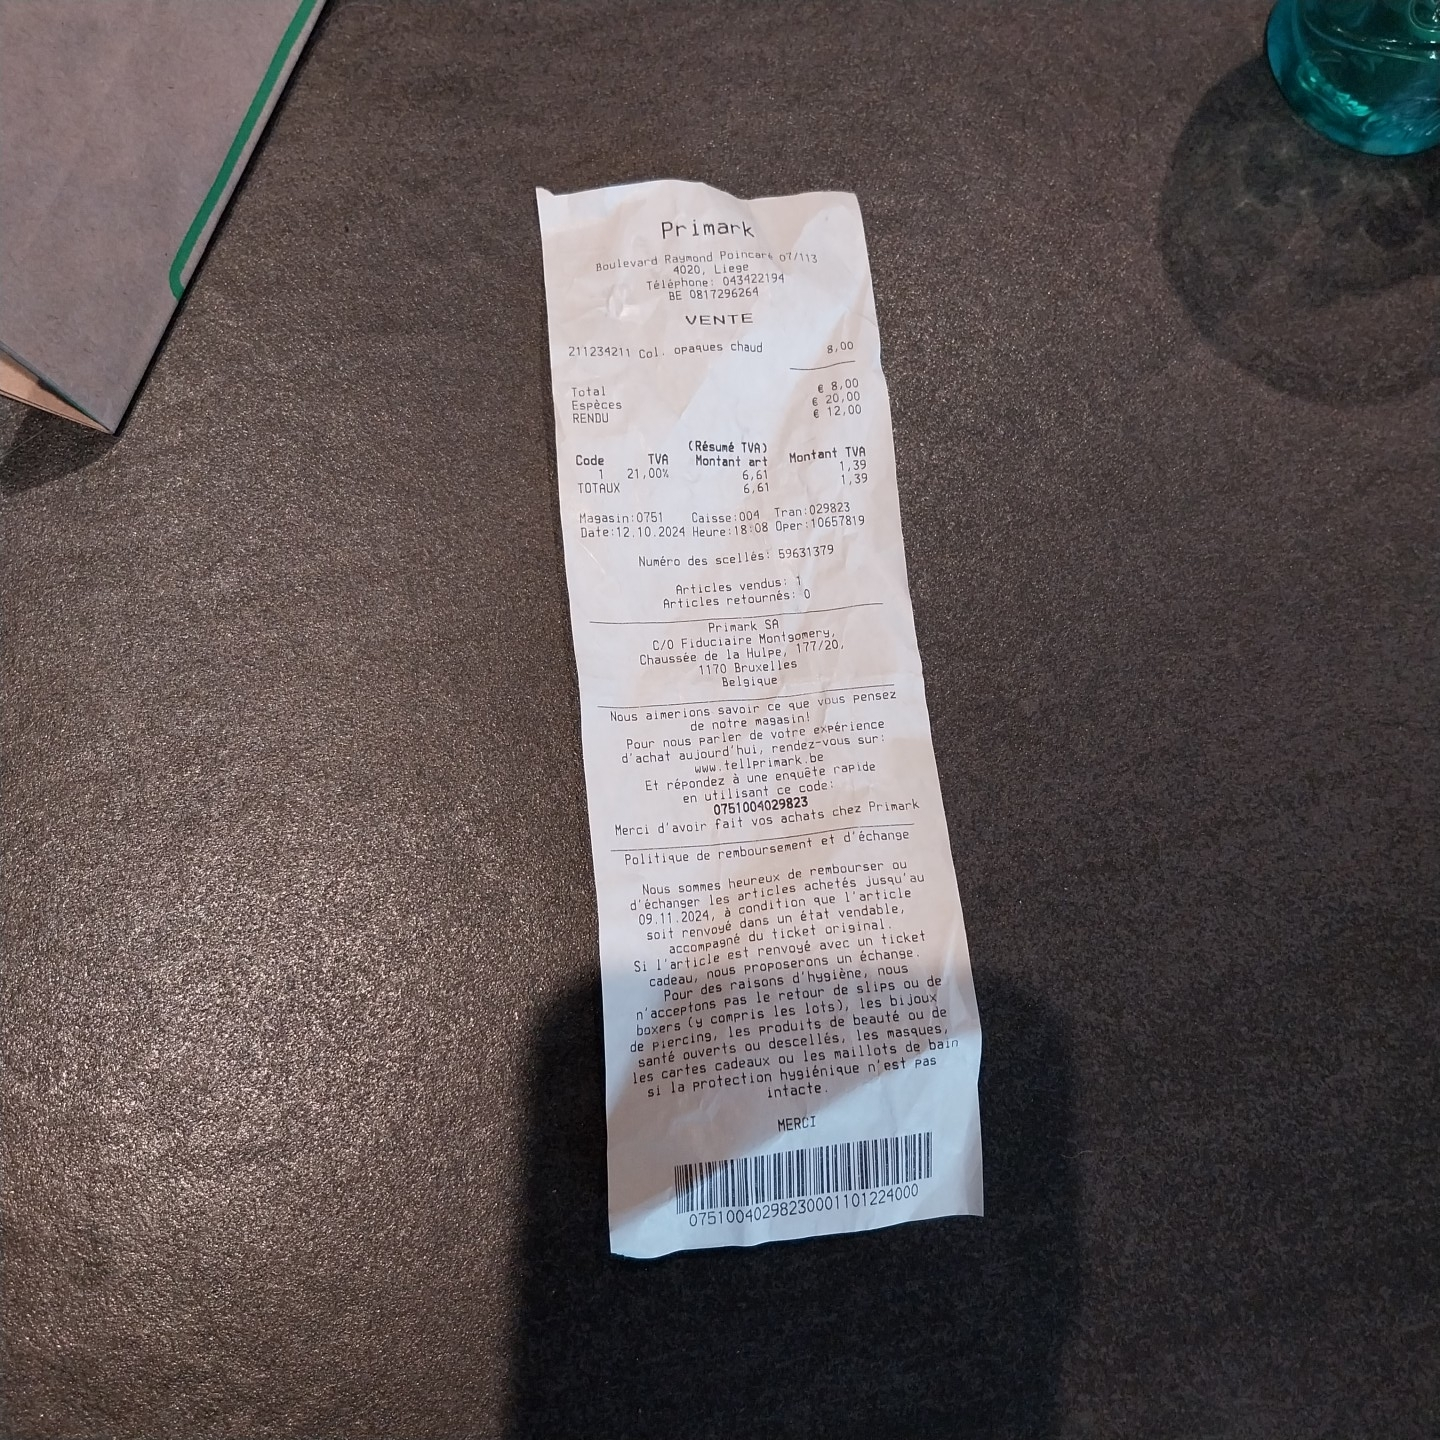 Primark
Boulevard Raymond Poincaré 07/113
4020, Liege
Téléphone: 043422194
BE 0817296264
VENTE
211234211 Col. opaques chaud 8,00
Total € 8,00
Espèces € 20,00
RENDU € 12,00
(Résumé TVA)
Code TVA Montant art Montant TVA
1 21,00% 6,61 1,39
TOTAUX 6,61 1,39
Magasin:0751 Caisse:004 Tran:029823
Date:12.10.2024 Heure:18:08 Oper:10657819
Numéro des scellés: 59631379
Articles vendus: 1
Articles retournés: 0
Primark SA
C/O Fiduciaire Montgomery,
Chaussée de la Hulpe, 177/20,
1170 Bruxelles
Belgique
Nous aimerions savoir ce que vous pensez
de notre magasin!
Pour nous parler de votre expérience
d'achat aujourd'hui, rendez-vous sur:
www.tellprimark.be
Et répondez à une enquête rapide
en utilisant ce code:
0751004029823
Merci d'avoir fait vos achats chez Primark
Politique de remboursement et d'échange
Nous sommes heureux de rembourser ou
d'échanger les articles achetés jusqu'au
09.11.2024, à condition que l'article
soit renvoyé dans un état vendable,
accompagné du ticket original.
Si l'article est renvoyé avec un ticket
cadeau, nous proposerons un échange.
Pour des raisons d'hygiène, nous
n'acceptons pas le retour de slips ou de
boxers (y compris les lots), les bijoux
de piercing, les produits de beauté ou de
santé ouverts ou descellés, les masques,
les cartes cadeaux ou les maillots de bain
si la protection hygiénique n'est pas
intacte.
MERCI
07510040298230001101224000